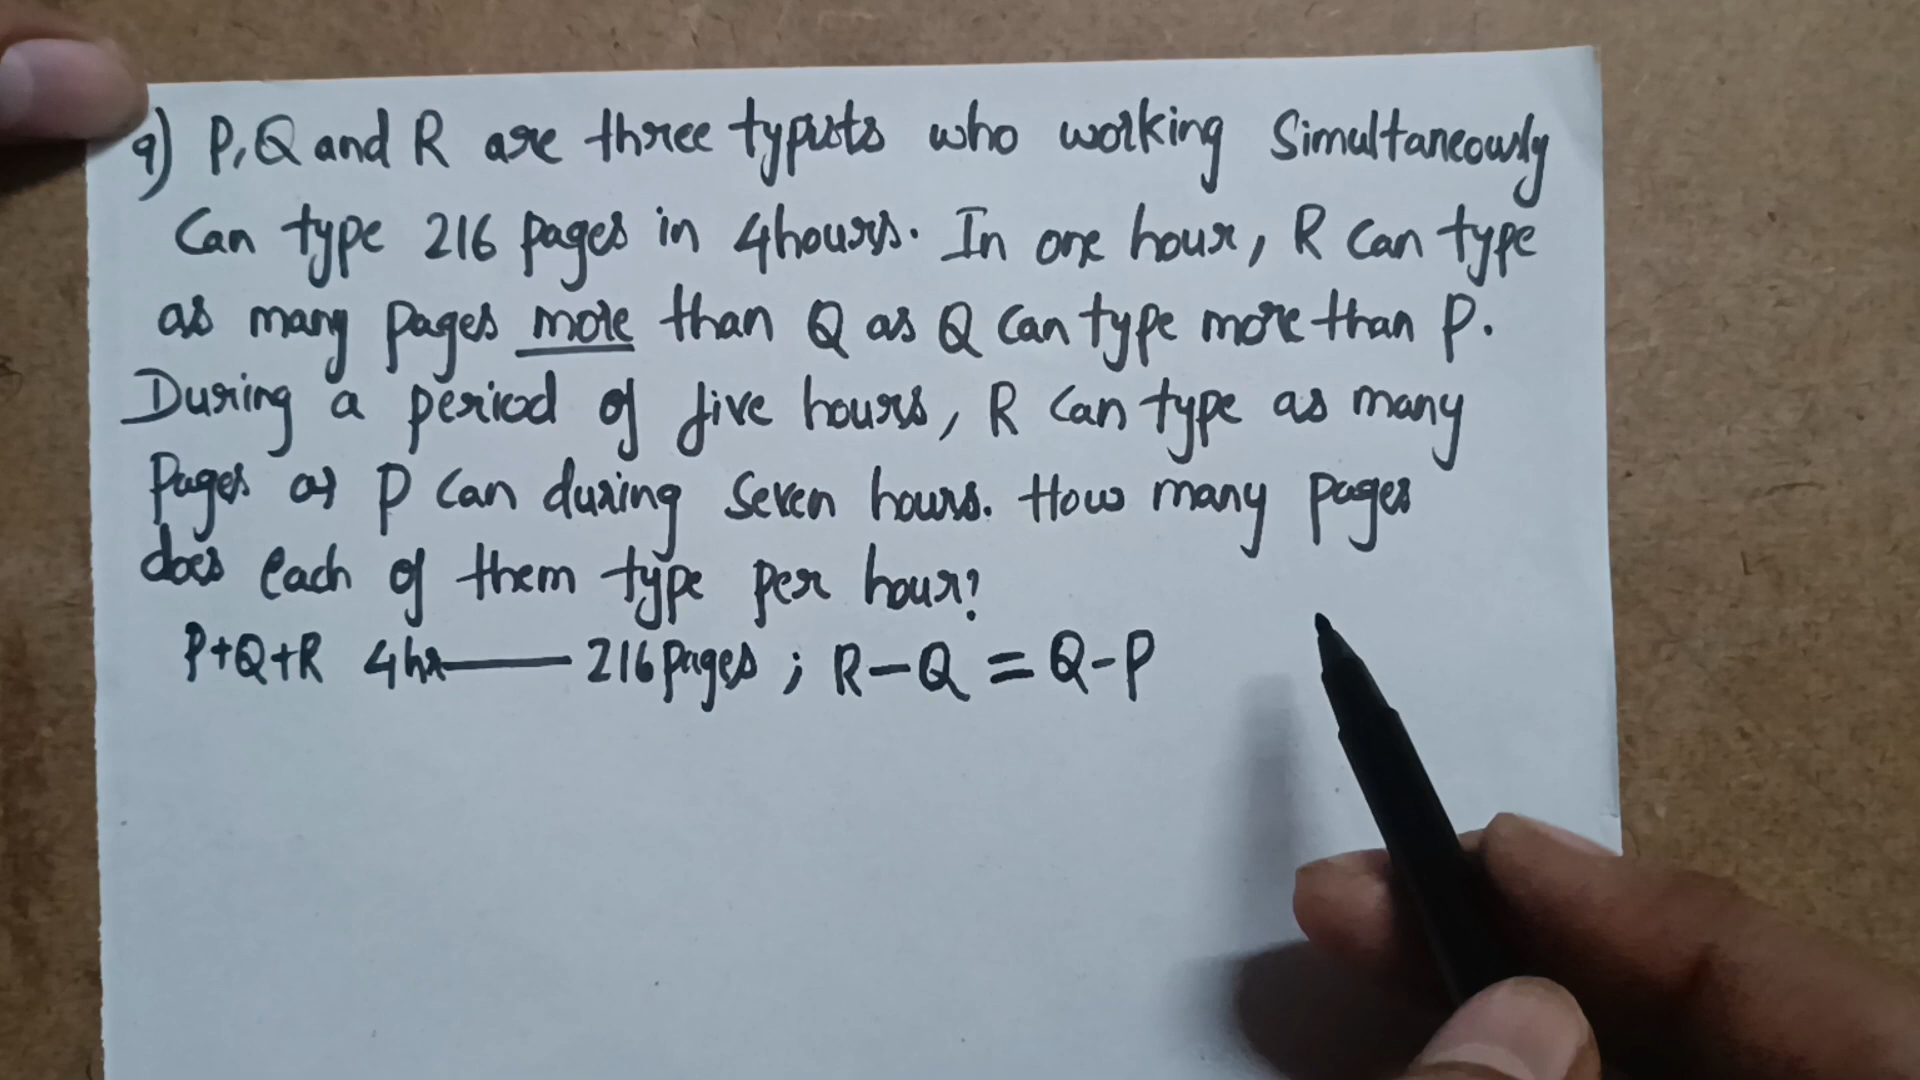 9) P, Q and R are three typists who working Simultaneously
Can type 216 pages in 4hours. In one hour, R Can type
as many pages more than Q as Q Can type more than P.
During a period of five hours, R Can type as many
Pages as P Can during Seven hours. How many pages
does each of them type per hour?
P+Q+R 4hr—216 pages ; R-Q = Q-P